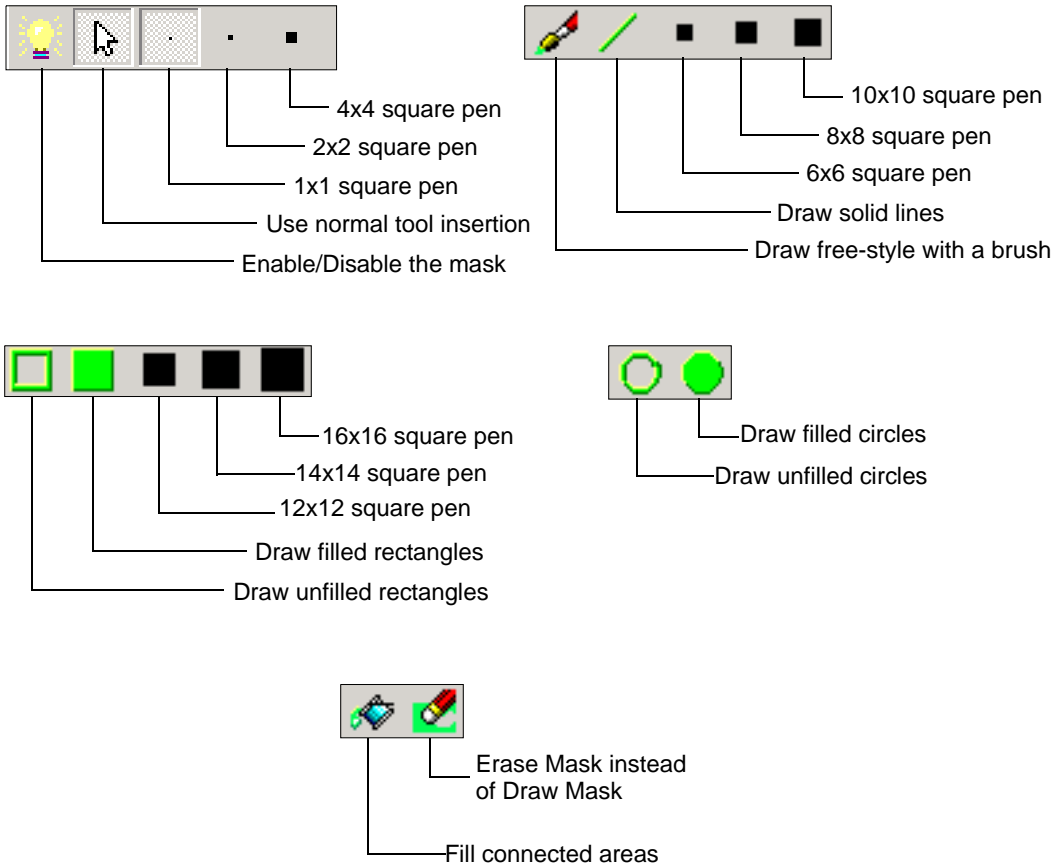 4x4 square pen
2x2 square pen
1x1 square pen
Use normal tool insertion
Enable/Disable the mask
10x10 square pen
8x8 square pen
6x6 square pen
Draw solid lines
Draw free-style with a brush
16x16 square pen
14x14 square pen
12x12 square pen
Draw filled rectangles
Draw unfilled rectangles
Draw filled circles
Draw unfilled circles
Erase Mask instead
of Draw Mask
Fill connected areas